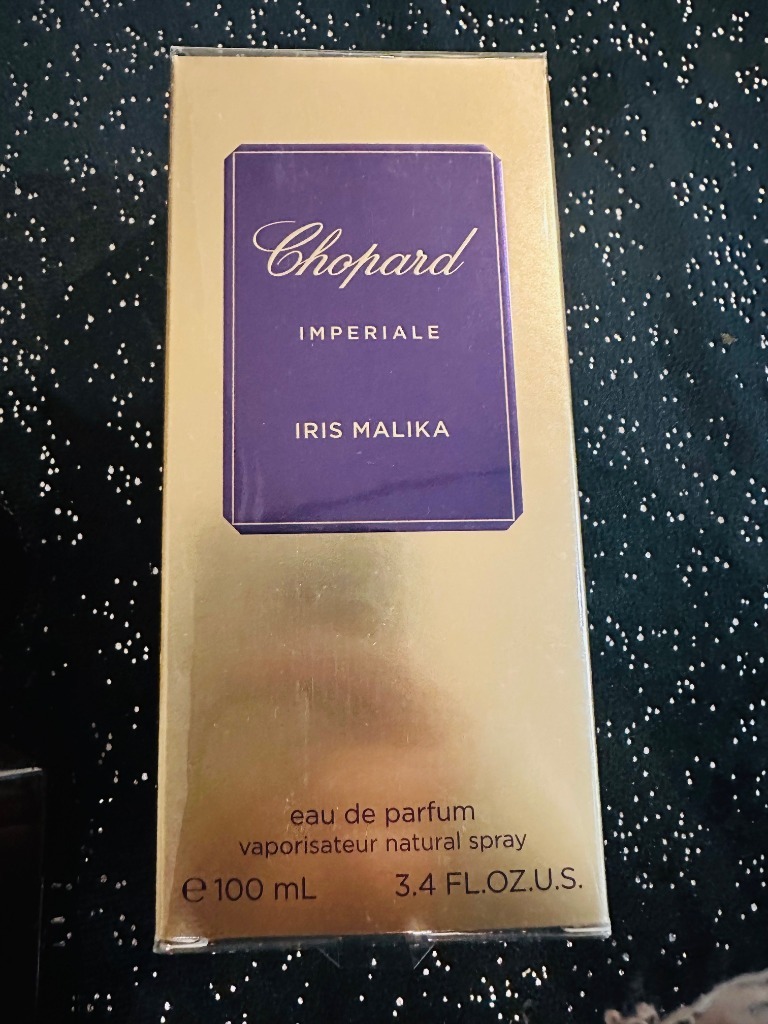 Chopard
IMPERIALE
IRIS MALIKA
eau de parfum
vaporisateur natural spray
℮ 100 mL 3.4 FL.OZ.U.S.